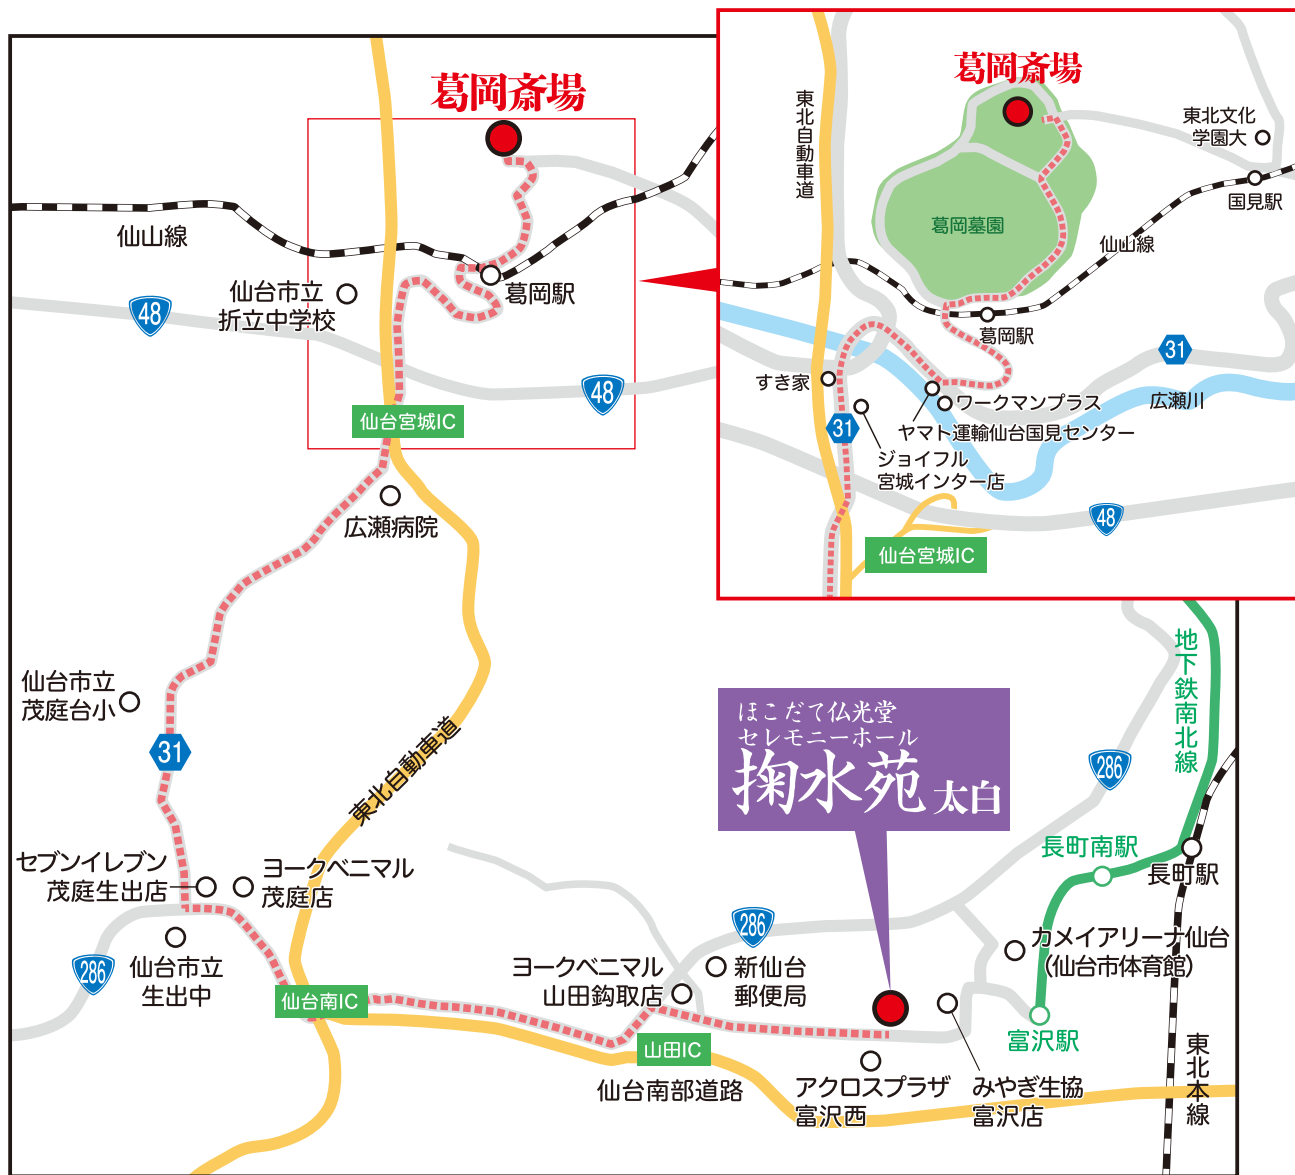 葛岡斎場
仙山線
仙台市立
折立中学校
48
葛岡駅
48
仙台宮城IC
広瀬病院
仙台市立
茂庭台小
31
東北自動車道
セブンイレブン
茂庭生出店
ヨークベニマル
茂庭店
286
仙台市立
生出中
仙台南IC
ヨークベニマル
山田鈎取店
286
新仙台
郵便局
山田IC
仙台南部道路
アクロスプラザ
富沢西
みやぎ生協
富沢店
ほこだて仏光堂
セレモニーホール
掬水苑 太白
286
地下鉄南北線
長町南駅
長町駅
カメイアリーナ仙台
(仙台市体育館)
富沢駅
東北本線
葛岡斎場
東北自動車道
東北文化
学園大
国見駅
葛岡墓園
仙山線
葛岡駅
31
すき家
ワークマンプラス
広瀬川
31
ヤマト運輸仙台国見センター
ジョイフル
宮城インター店
48
仙台宮城IC